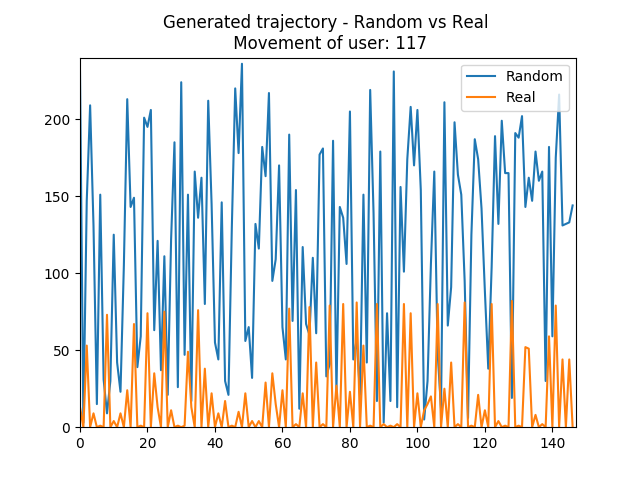 Generated trajectory - Random vs Real
Movement of user: 117
Random
Real
200
150
100
50
0
0 20 40 60 80 100 120 140